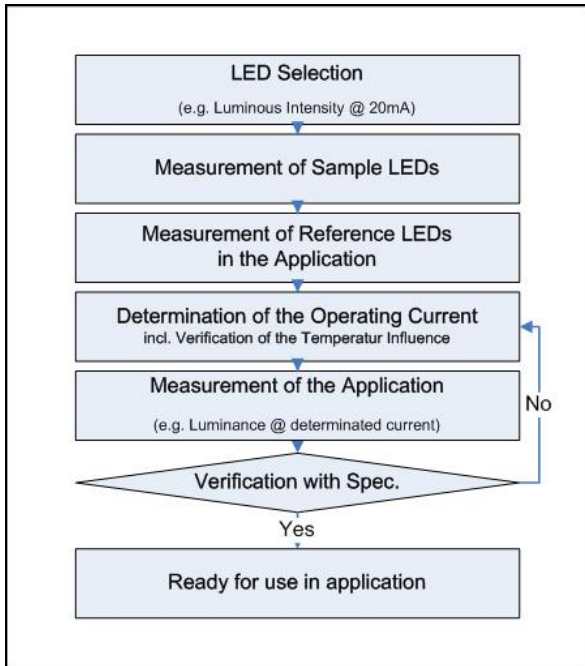 LED Selection
(e.g. Luminous Intensity @ 20mA)
Measurement of Sample LEDs
Measurement of Reference LEDs
in the Application
Determination of the Operating Current
incl. Verification of the Temperatur Influence
Measurement of the Application
(e.g. Luminance @ determinated current)
No
Verification with Spec.
Yes
Ready for use in application